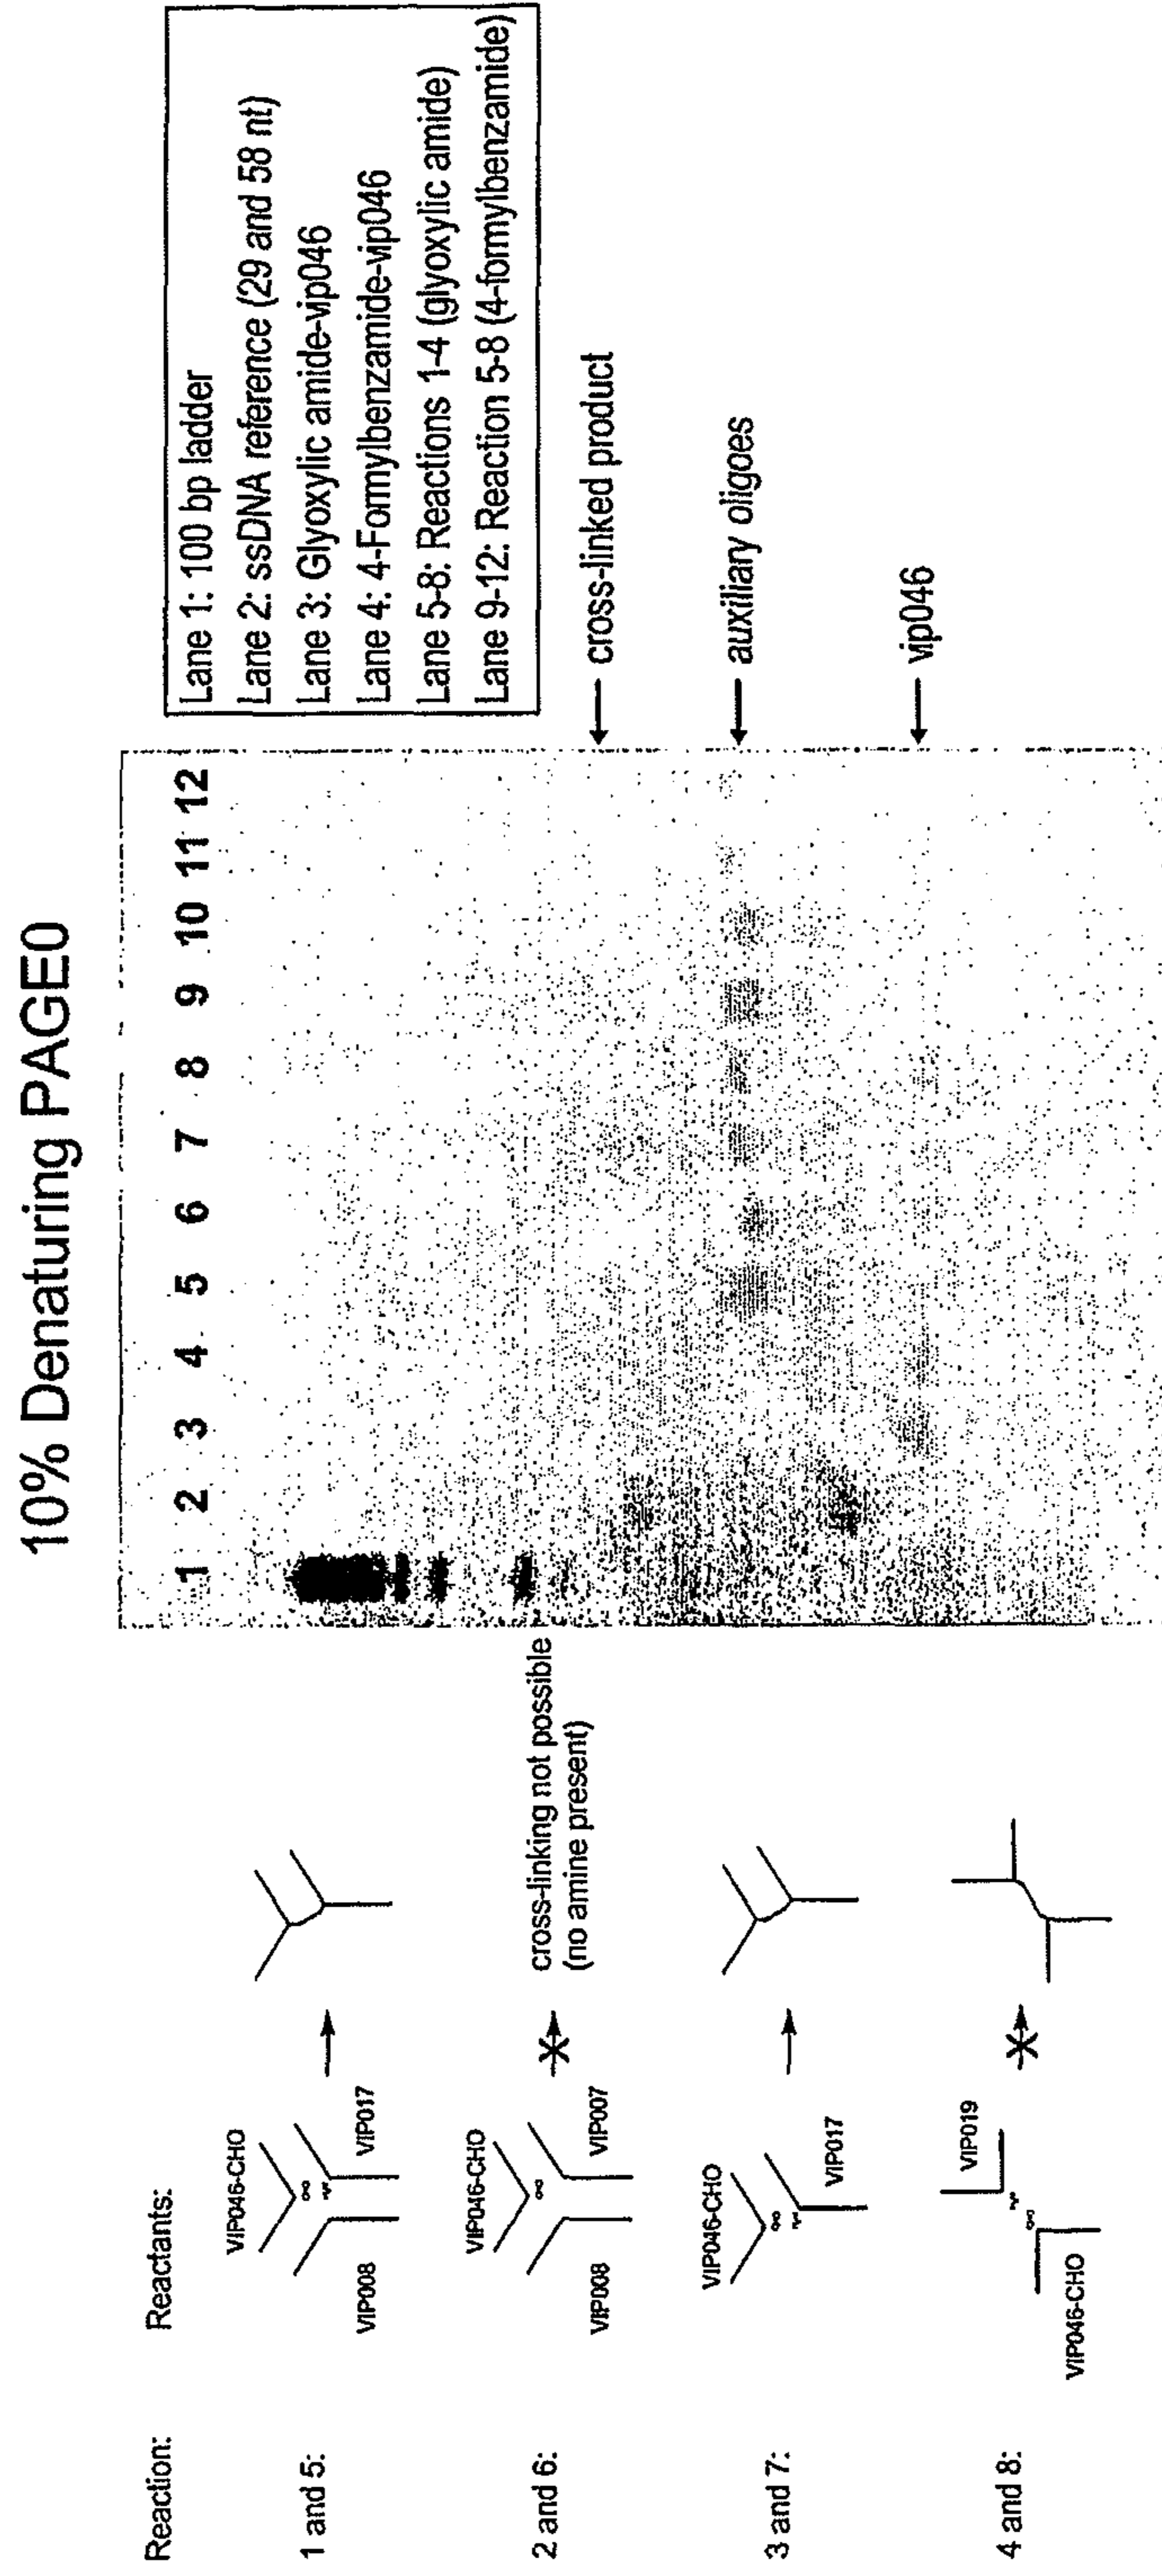 10% Denaturing PAGE0
Reaction:
Reactants:
1 and 5:
VIP046-CHO
VIP008
VIP017
2 and 6:
VIP046-CHO
VIP008
VIP007
cross-linking not possible
(no amine present)
3 and 7:
VIP046-CHO
VIP017
4 and 8:
VIP046-CHO
VIP019
1 2 3 4 5 6 7 8 9 10 11 12
Lane 1: 100 bp ladder
Lane 2: ssDNA reference (29 and 58 nt)
Lane 3: Glyoxylic amide-vip046
Lane 4: 4-Formylbenzamide-vip046
Lane 5-8: Reactions 1-4 (glyoxylic amide)
Lane 9-12: Reaction 5-8 (4-formylbenzamide)
cross-linked product
auxiliary oligoes
vip046